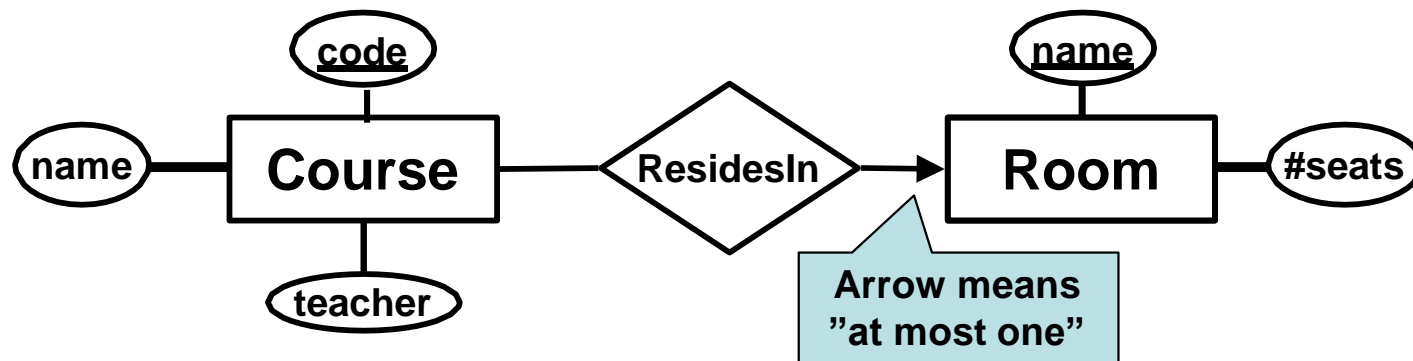 code
name
name
Course
ResidesIn
Room
#seats
teacher
Arrow means
”at most one”